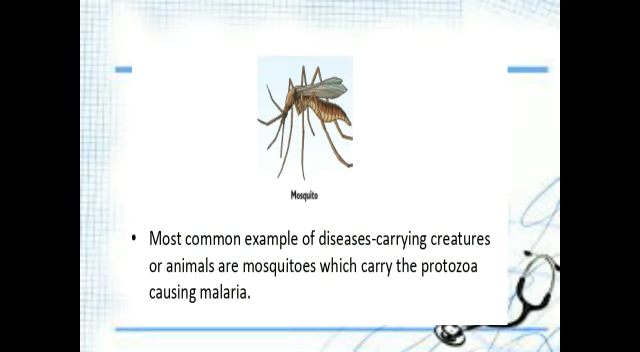 Mosquito
• Most common example of diseases-carrying creatures
or animals are mosquitoes which carry the protozoa
causing malaria.